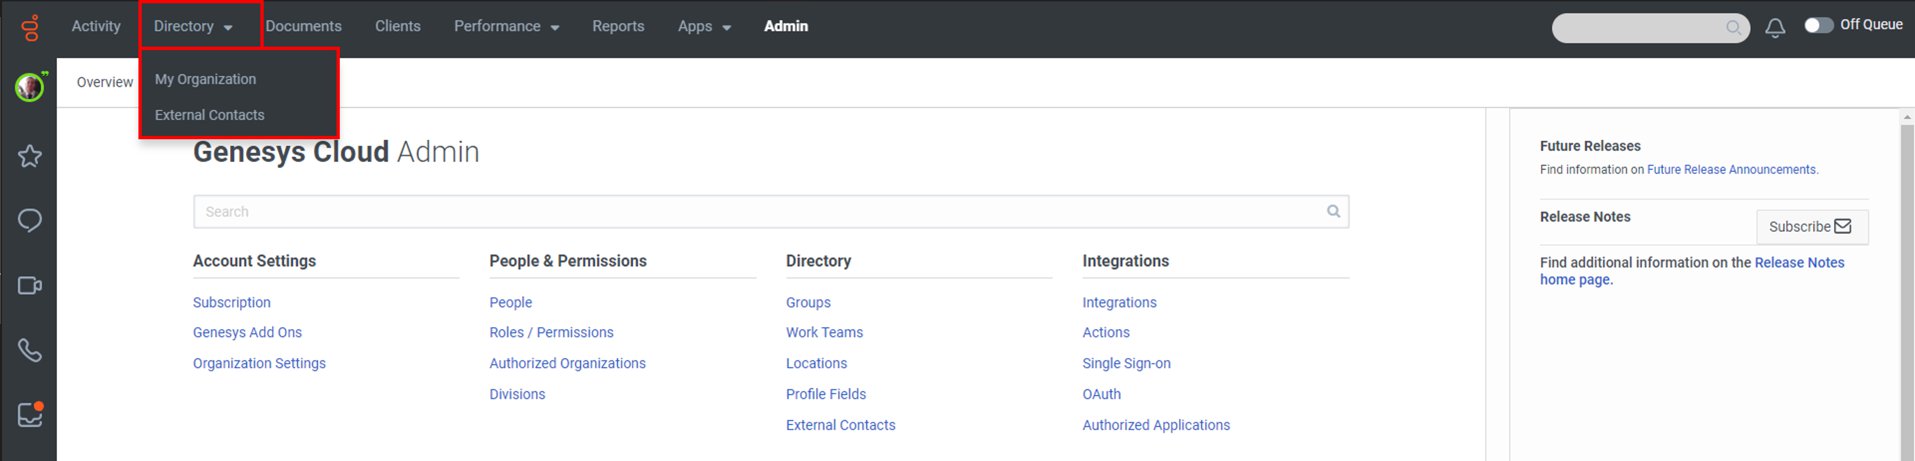 Activity Directory Documents Clients Performance Reports Apps Admin Off Queue
My Organization
External Contacts
Overview
Genesys Cloud Admin
Search
Account Settings
Subscription
Genesys Add Ons
Organization Settings
People & Permissions
People
Roles / Permissions
Authorized Organizations
Divisions
Directory
Groups
Work Teams
Locations
Profile Fields
External Contacts
Integrations
Integrations
Actions
Single Sign-on
OAuth
Authorized Applications
Future Releases
Find information on Future Release Announcements.
Release Notes
Subscribe
Find additional information on the Release Notes
home page.